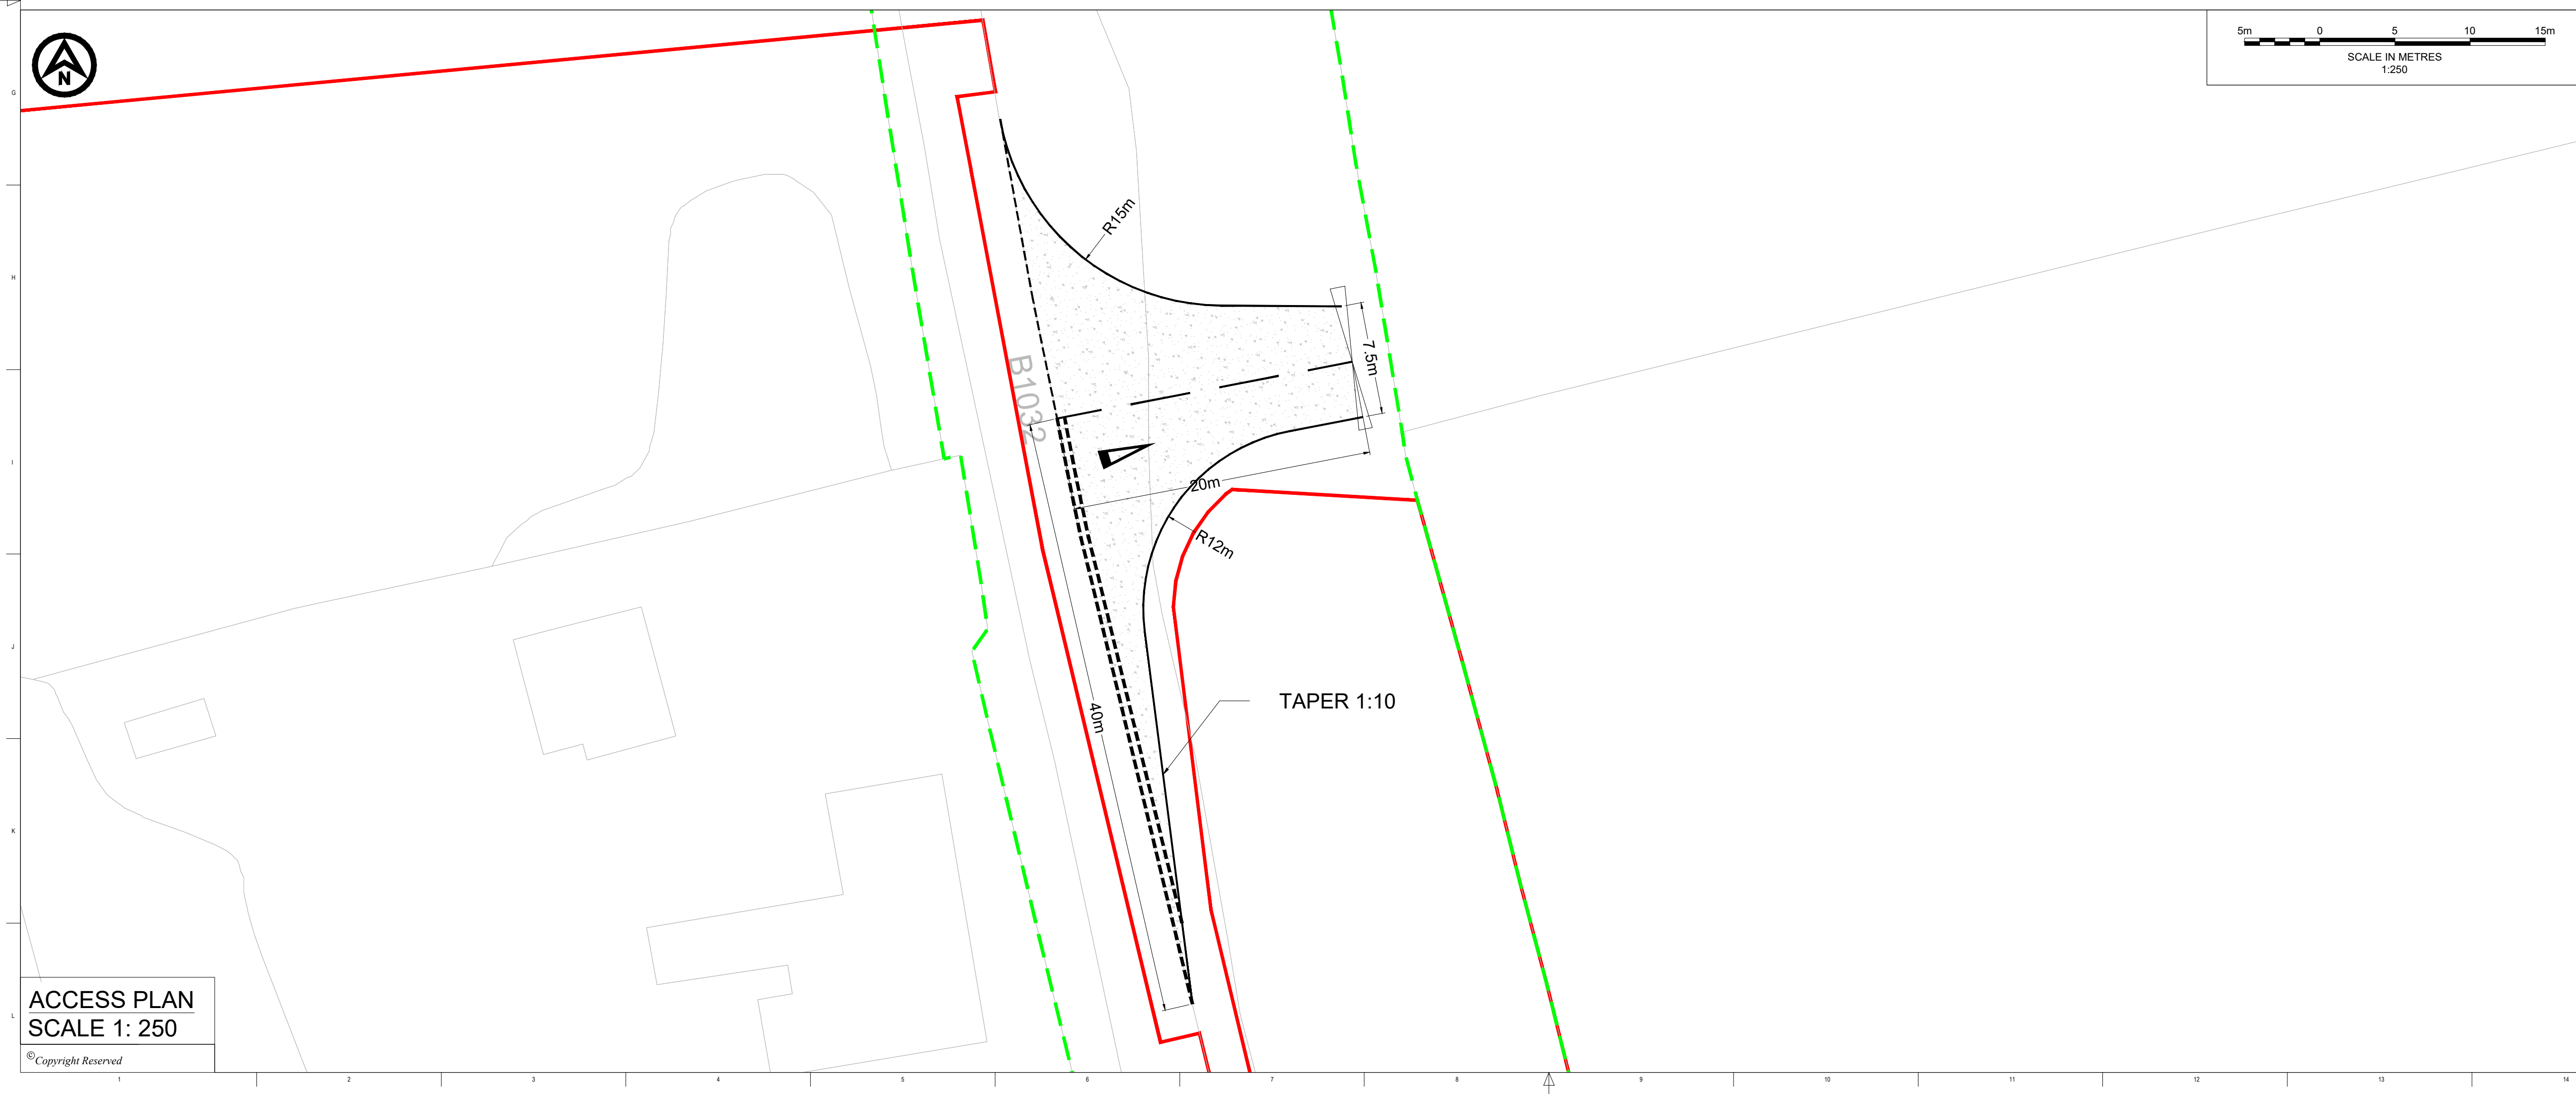 5m 0 5 10 15m
SCALE IN METRES
1:250
N
G
H
I
J
K
L
R15m
7.5m
B1032
20m
R12m
40m
TAPER 1:10
ACCESS PLAN
SCALE 1: 250
©Copyright Reserved
1 2 3 4 5 6 7 8 9 10 11 12 13 14